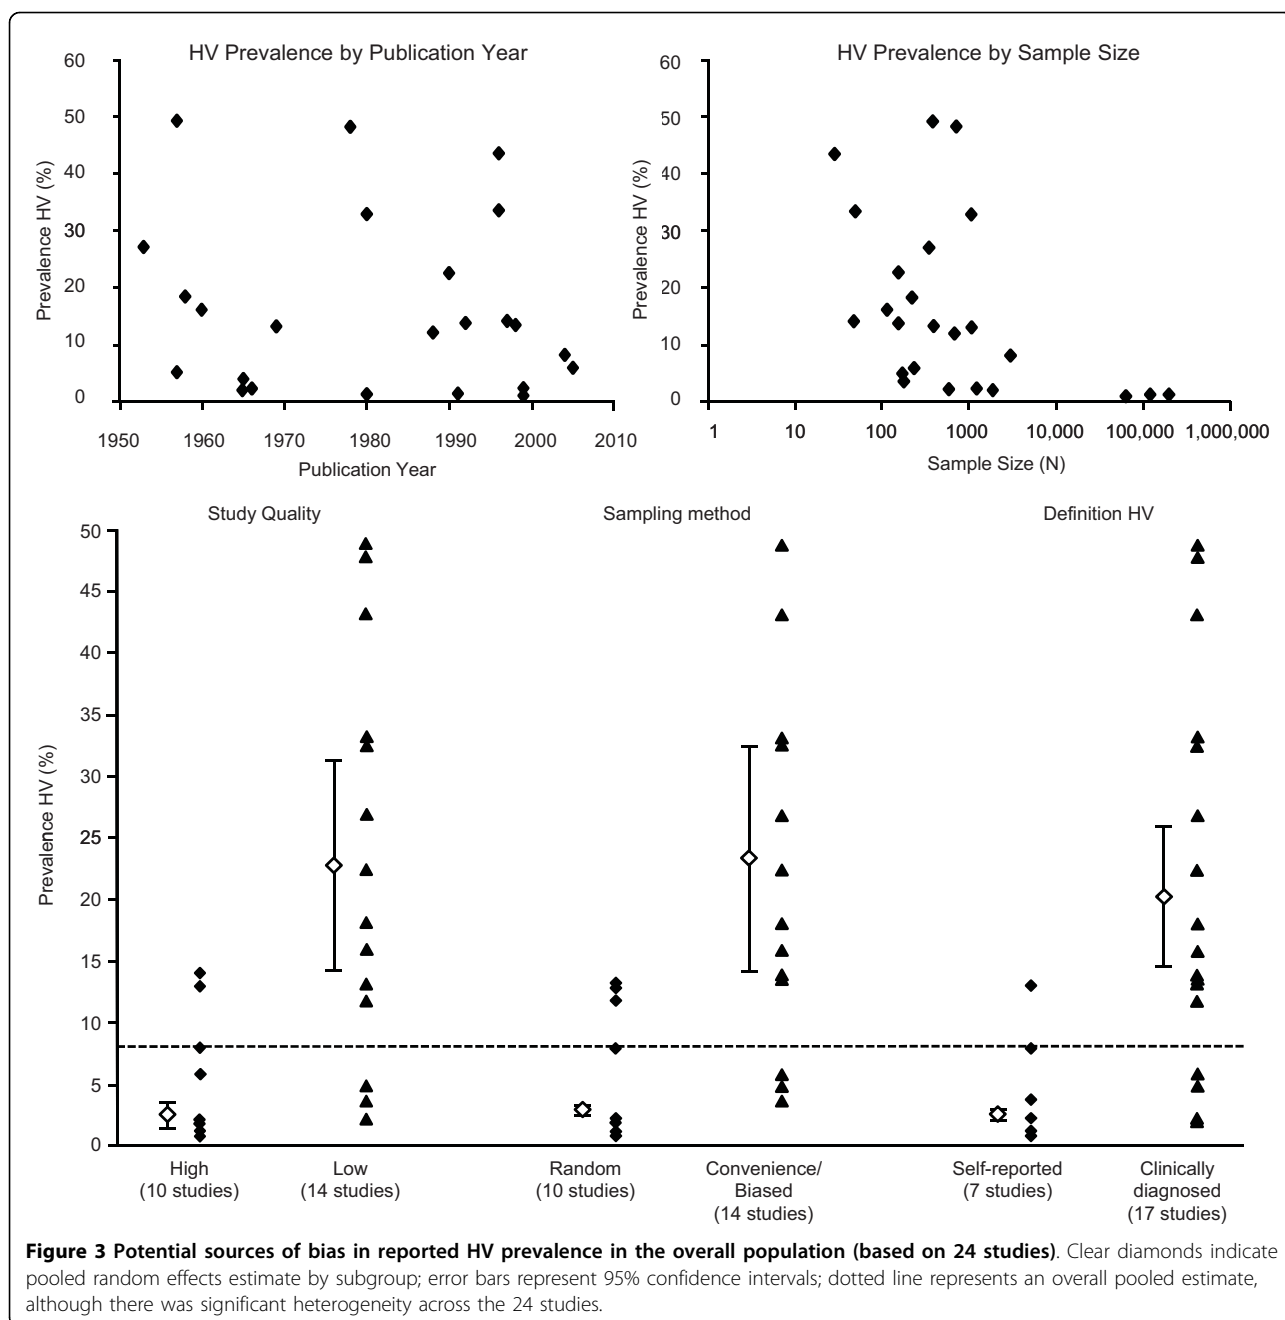 HV Prevalence by Publication Year
60
50
40
30
20
10
0
Prevalence HV (%)
1950 1960 1970 1980 1990 2000 2010
Publication Year
HV Prevalence by Sample Size
60
50
40
30
20
10
0
Prevalence HV (%)
1 10 100 1000 10,000 100,000 1,000,000
Sample Size (N)
Study Quality Sampling method Definition HV
50
45
40
35
30
25
20
15
10
5
0
Prevalence HV (%)
High
(10 studies)
Low
(14 studies)
Random
(10 studies)
Convenience/
Biased
(14 studies)
Self-reported
(7 studies)
Clinically
diagnosed
(17 studies)
Figure 3 Potential sources of bias in reported HV prevalence in the overall population (based on 24 studies). Clear diamonds indicate
pooled random effects estimate by subgroup; error bars represent 95% confidence intervals; dotted line represents an overall pooled estimate,
although there was significant heterogeneity across the 24 studies.